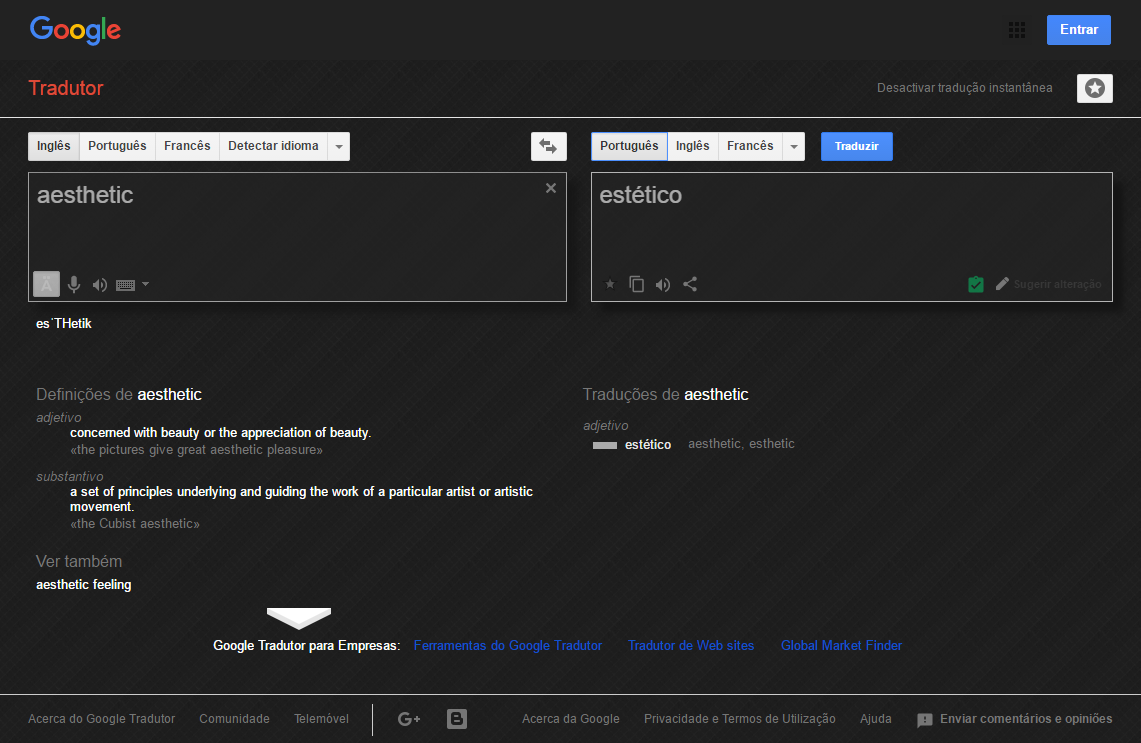 Google
Entrar
Tradutor
Desactivar tradução instantânea
Inglês Português Francês Detectar idioma
Português Inglês Francês Traduzir
aesthetic
estético
Ä
Sugerir alteração
esˈTHetik
Definições de aesthetic
adjetivo
concerned with beauty or the appreciation of beauty.
«the pictures give great aesthetic pleasure»
substantivo
a set of principles underlying and guiding the work of a particular artist or artistic
movement.
«the Cubist aesthetic»
Ver também
aesthetic feeling
Traduções de aesthetic
adjetivo
estético aesthetic, esthetic
Google Tradutor para Empresas: Ferramentas do Google Tradutor Tradutor de Web sites Global Market Finder
Acerca do Google Tradutor Comunidade Telemóvel G+ B Acerca da Google Privacidade e Termos de Utilização Ajuda Enviar comentários e opiniões